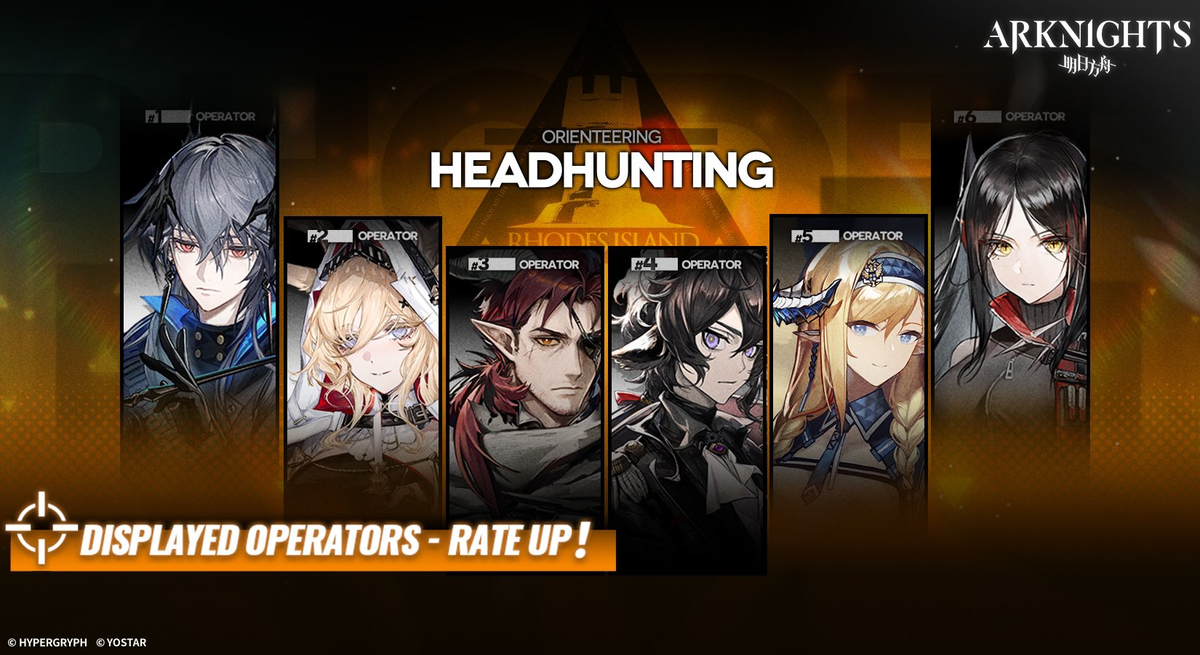 ARKNIGHTS
明日方舟
ORIENTEERING
HEADHUNTING
RHODES ISLAND
#1 OPERATOR
#2 OPERATOR
#3 OPERATOR
#4 OPERATOR
#5 OPERATOR
#6 OPERATOR
DISPLAYED OPERATORS - RATE UP!
© HYPERGRYPH © YOSTAR